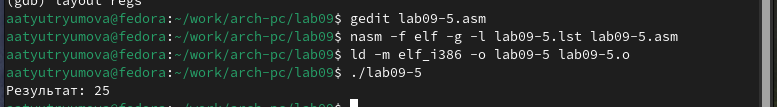 (gdb) layout regs
aatyutryumova@fedora:~/work/arch-pc/lab09$ gedit lab09-5.asm
aatyutryumova@fedora:~/work/arch-pc/lab09$ nasm -f elf -g -l lab09-5.lst lab09-5.asm
aatyutryumova@fedora:~/work/arch-pc/lab09$ ld -m elf_i386 -o lab09-5 lab09-5.o
aatyutryumova@fedora:~/work/arch-pc/lab09$ ./lab09-5
Результат: 25
aatyutryumova@fedora:~/work/arch-pc/lab09$